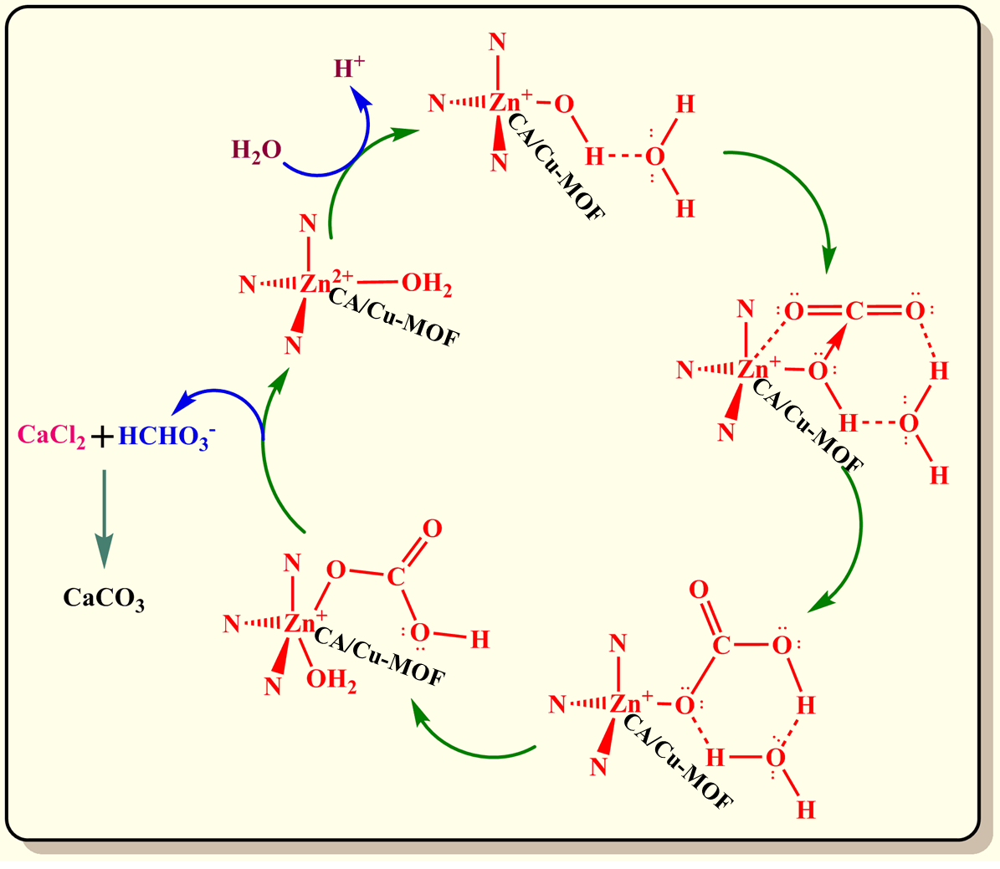 N
H⁺
N Zn⁺ O H
N CA/Cu-MOF H :O: H
H₂O
N
N Zn²⁺ OH₂
N CA/Cu-MOF
N :O C O:
N Zn⁺ O: H
N CA/Cu-MOF H :O: H
CaCl₂ + HCHO₃⁻
CaCO₃
N O C O
N Zn⁺ :O H
N OH₂ CA/Cu-MOF
O
N C O:
N Zn⁺ O: H
N CA/Cu-MOF H :O: H